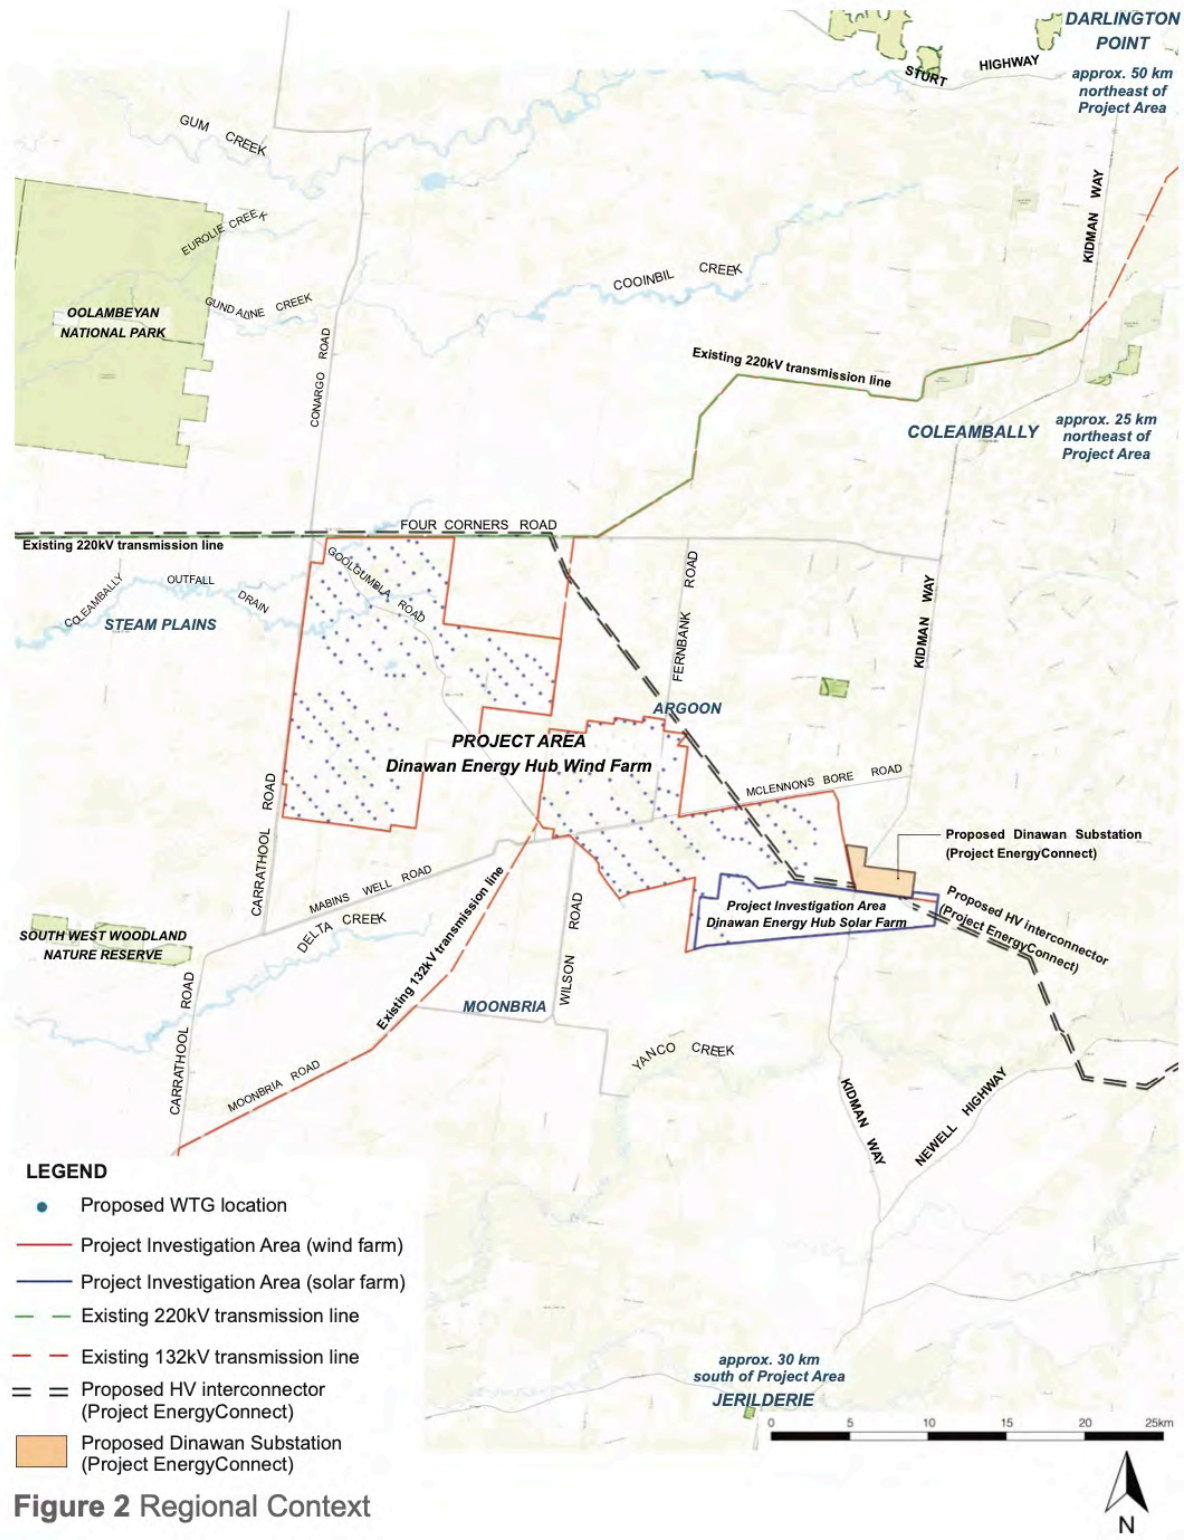 DARLINGTON
POINT
STURT HIGHWAY
approx. 50 km
northeast of
Project Area
GUM CREEK
KIDMAN WAY
EUROLIE CREEK
COOINBIL CREEK
GUNDALINE CREEK
OOLAMBEYAN
NATIONAL PARK
CONARGO ROAD
Existing 220kV transmission line
COLEAMBALLY
approx. 25 km
northeast of
Project Area
FOUR CORNERS ROAD
Existing 220kV transmission line
GOOLGUMBLA ROAD
COLEAMBALLY OUTFALL DRAIN
STEAM PLAINS
FERNBANK ROAD
KIDMAN WAY
ARGOON
PROJECT AREA
Dinawan Energy Hub Wind Farm
MCLENNONS BORE ROAD
CARRATHOOL ROAD
Proposed Dinawan Substation
(Project EnergyConnect)
MABINS WELL ROAD
DELTA CREEK
Existing 132kV transmission line
WILSON ROAD
Project Investigation Area
Dinawan Energy Hub Solar Farm
Proposed HV interconnector
(Project EnergyConnect)
SOUTH WEST WOODLAND
NATURE RESERVE
MOONBRIA
CARRATHOOL ROAD
MOONBRIA ROAD
YANCO CREEK
KIDMAN WAY
NEWELL HIGHWAY
LEGEND
Proposed WTG location
Project Investigation Area (wind farm)
Project Investigation Area (solar farm)
Existing 220kV transmission line
Existing 132kV transmission line
Proposed HV interconnector
(Project EnergyConnect)
Proposed Dinawan Substation
(Project EnergyConnect)
approx. 30 km
south of Project Area
JERILDERIE
0 5 10 15 20 25km
N
Figure 2 Regional Context